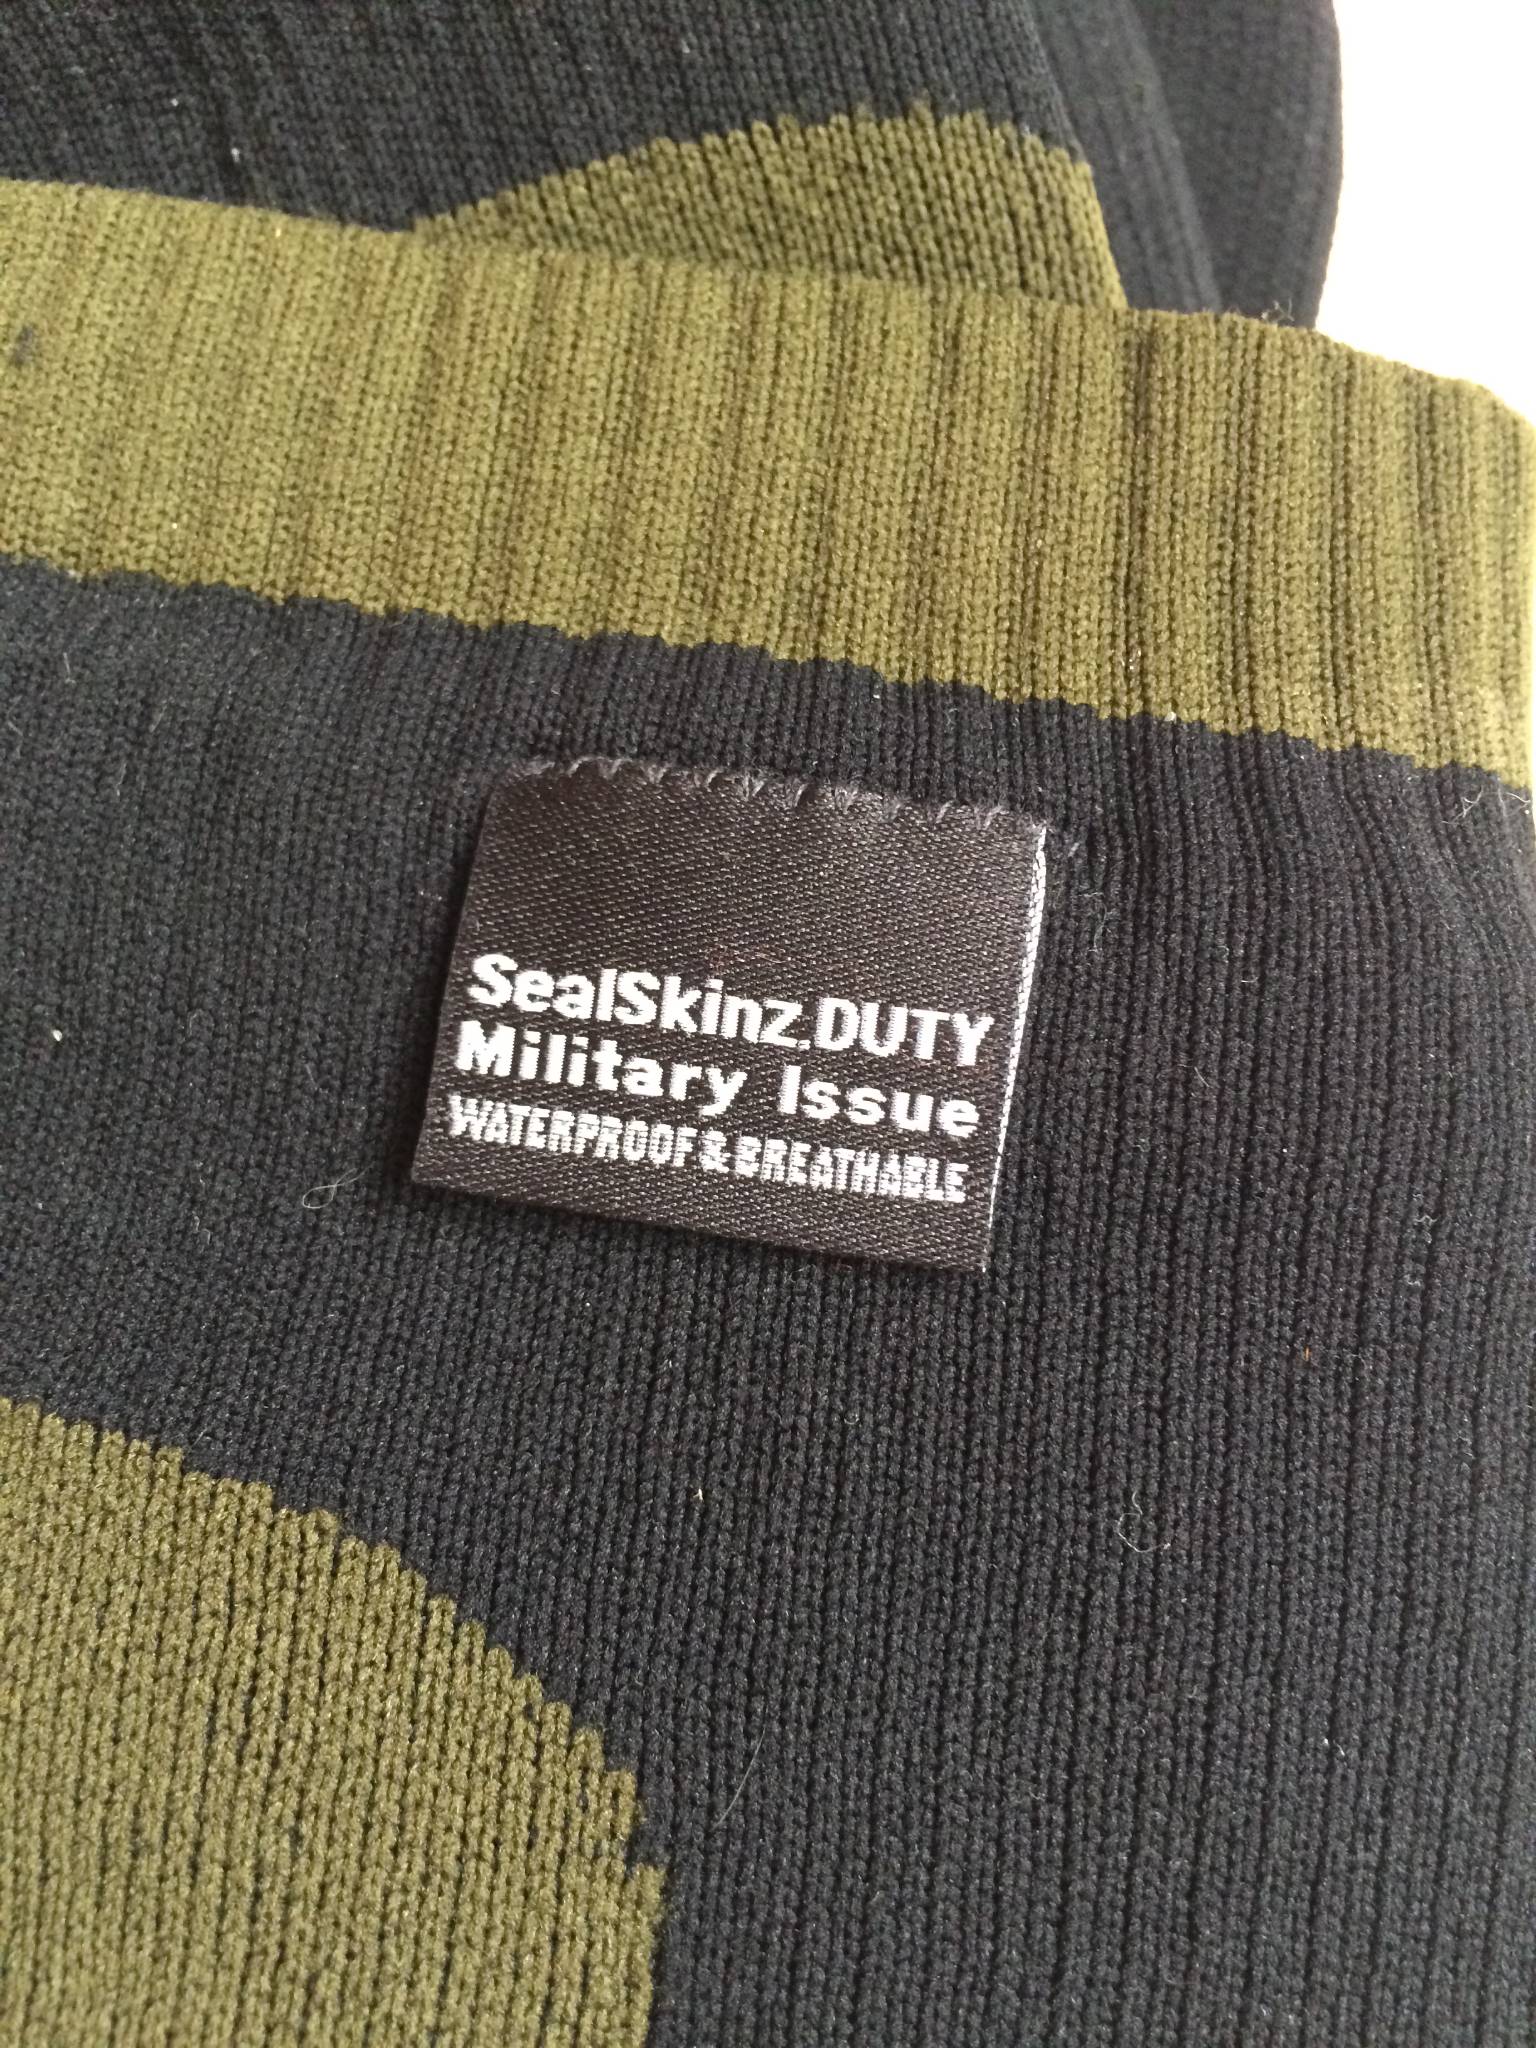 SealSkinz.DUTY
Military Issue
WATERPROOF & BREATHABLE